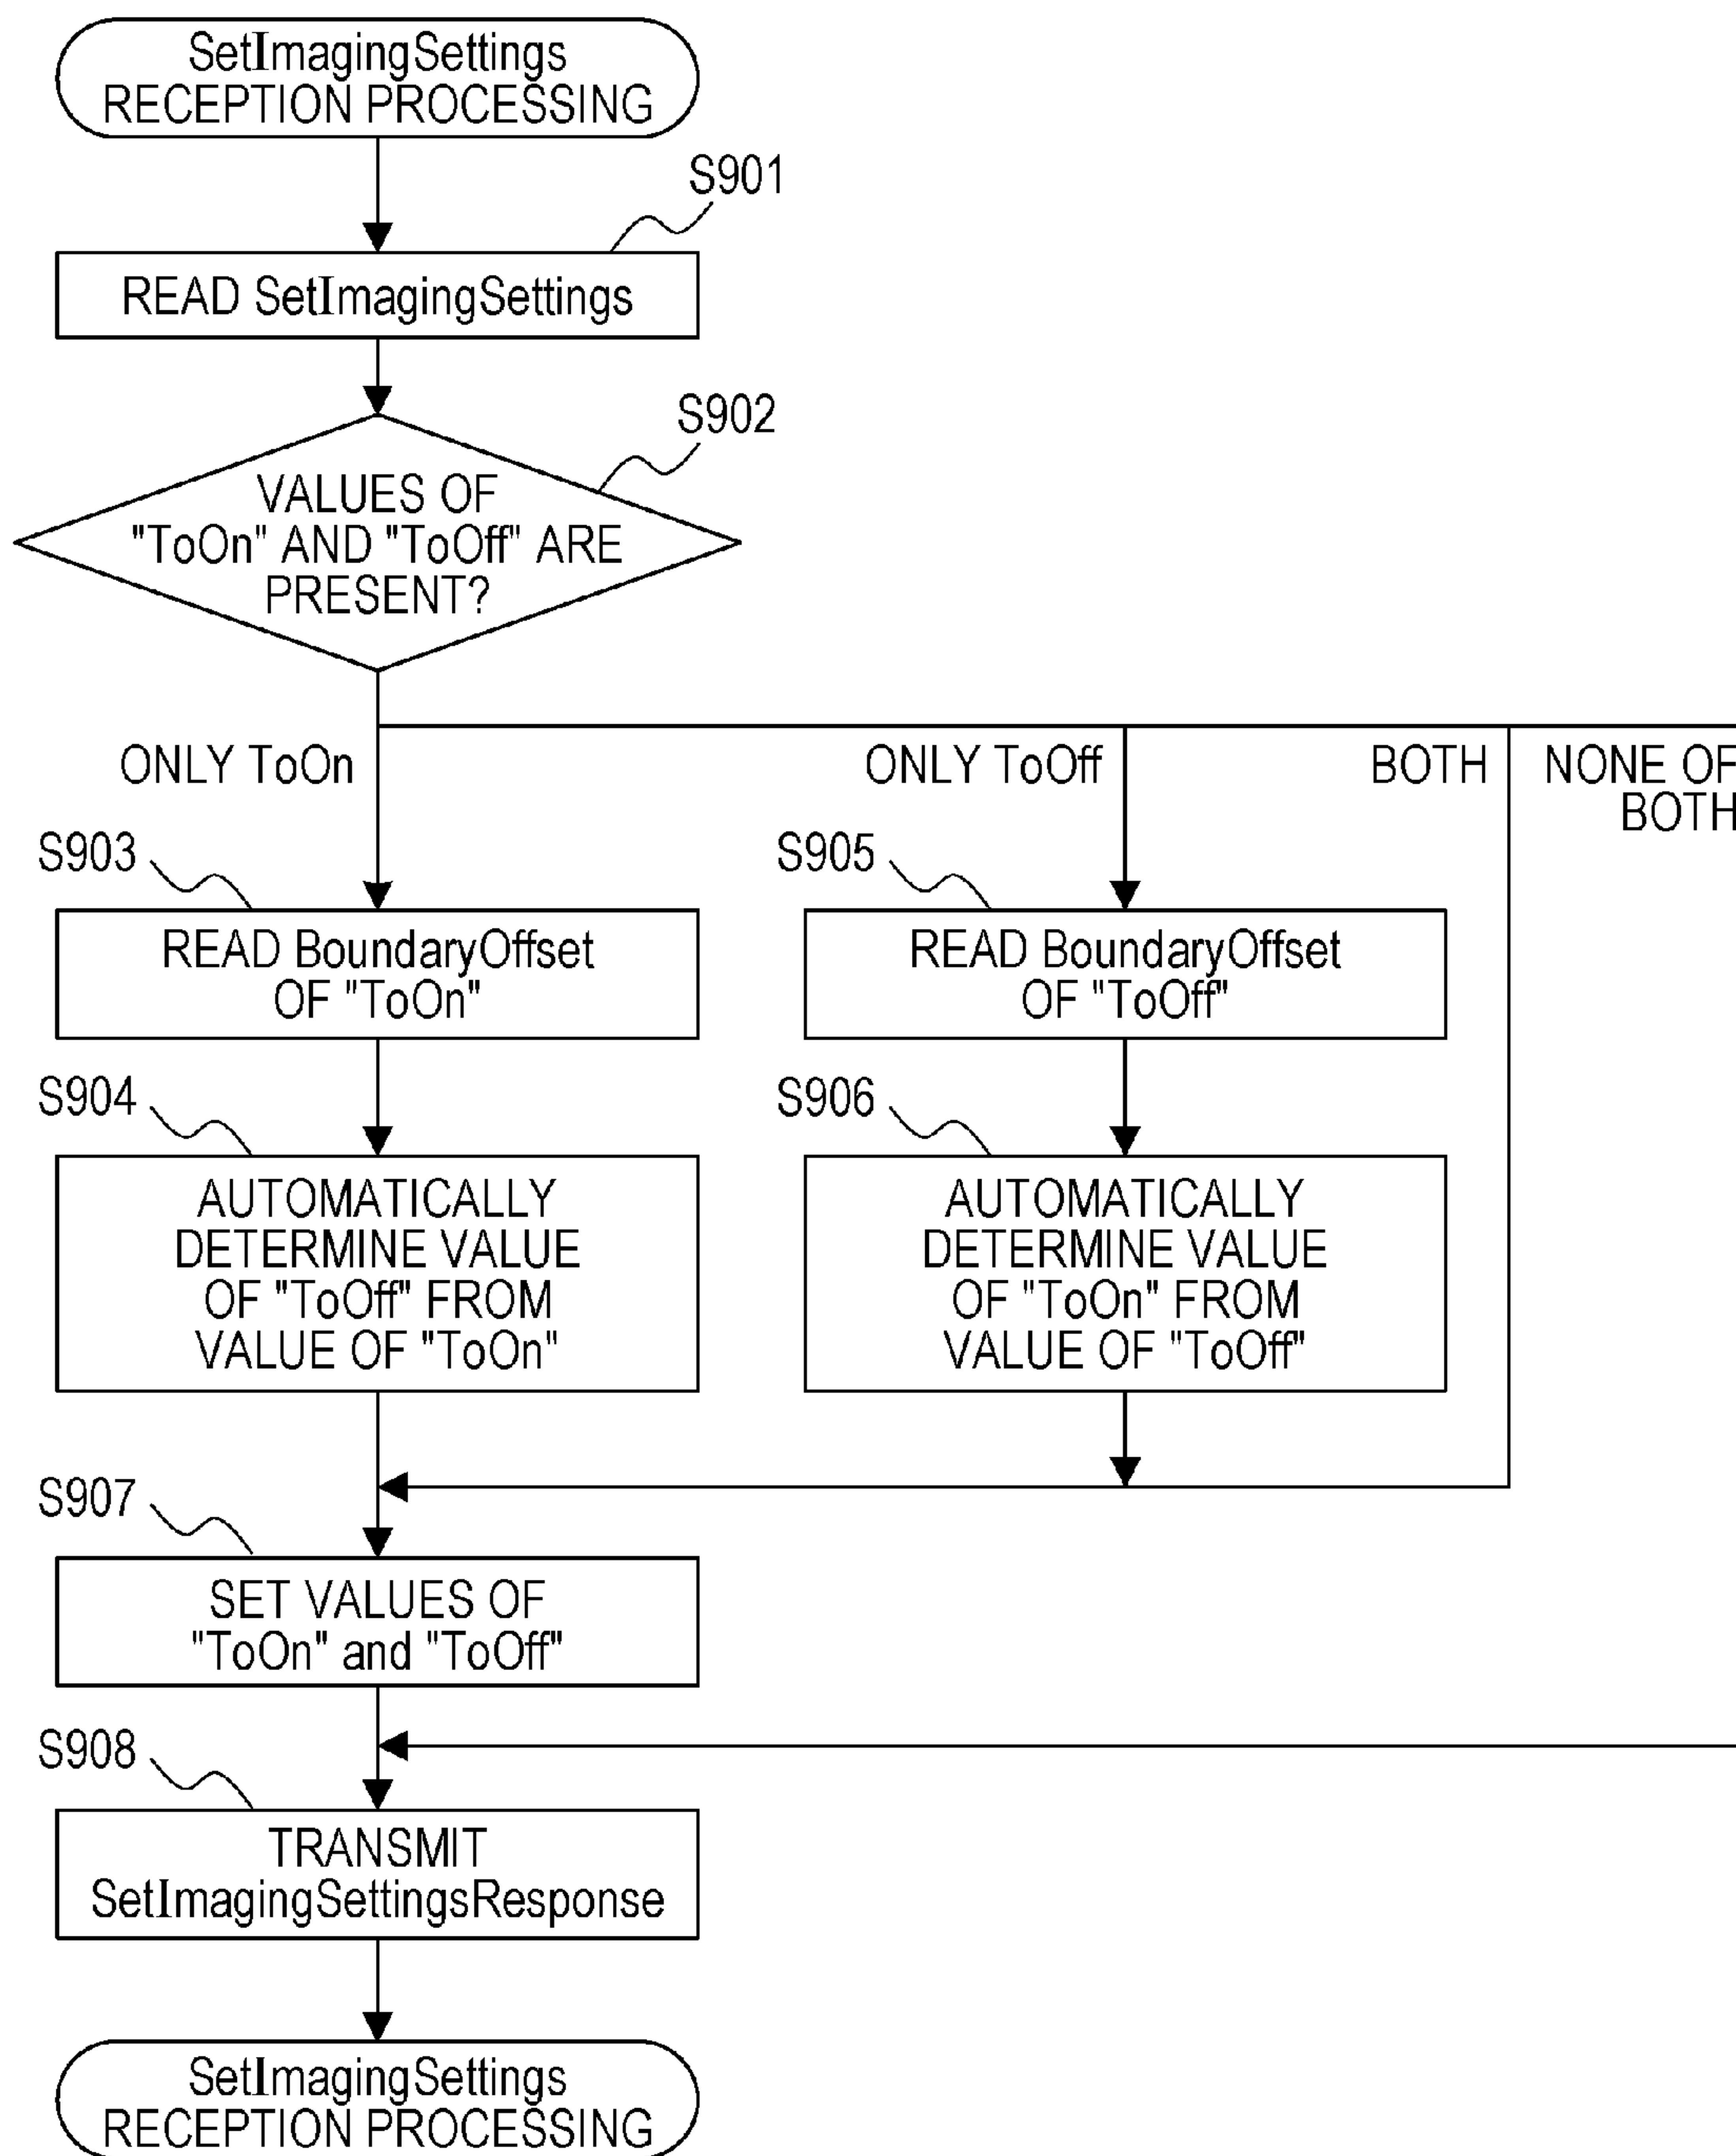 SetImagingSettings
RECEPTION PROCESSING
S901
READ SetImagingSettings
S902
VALUES OF
"ToOn" AND "ToOff" ARE
PRESENT?
ONLY ToOn
ONLY ToOff
BOTH
NONE OF
BOTH
S903
READ BoundaryOffset
OF "ToOn"
S905
READ BoundaryOffset
OF "ToOff"
S904
AUTOMATICALLY
DETERMINE VALUE
OF "ToOff" FROM
VALUE OF "ToOn"
S906
AUTOMATICALLY
DETERMINE VALUE
OF "ToOn" FROM
VALUE OF "ToOff"
S907
SET VALUES OF
"ToOn" and "ToOff"
S908
TRANSMIT
SetImagingSettingsResponse
SetImagingSettings
RECEPTION PROCESSING